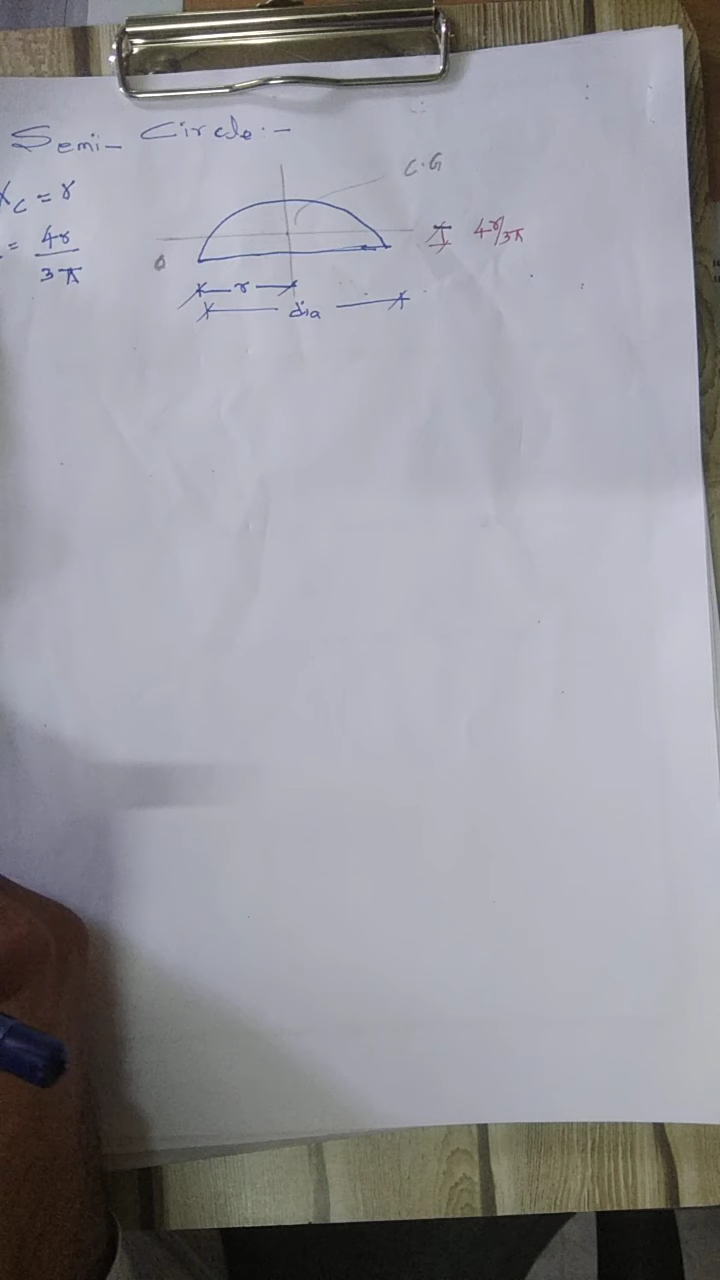 Semi- Circle:-
Xc = r
C.G
= 4r/3π
4r/3π
o
r
dia